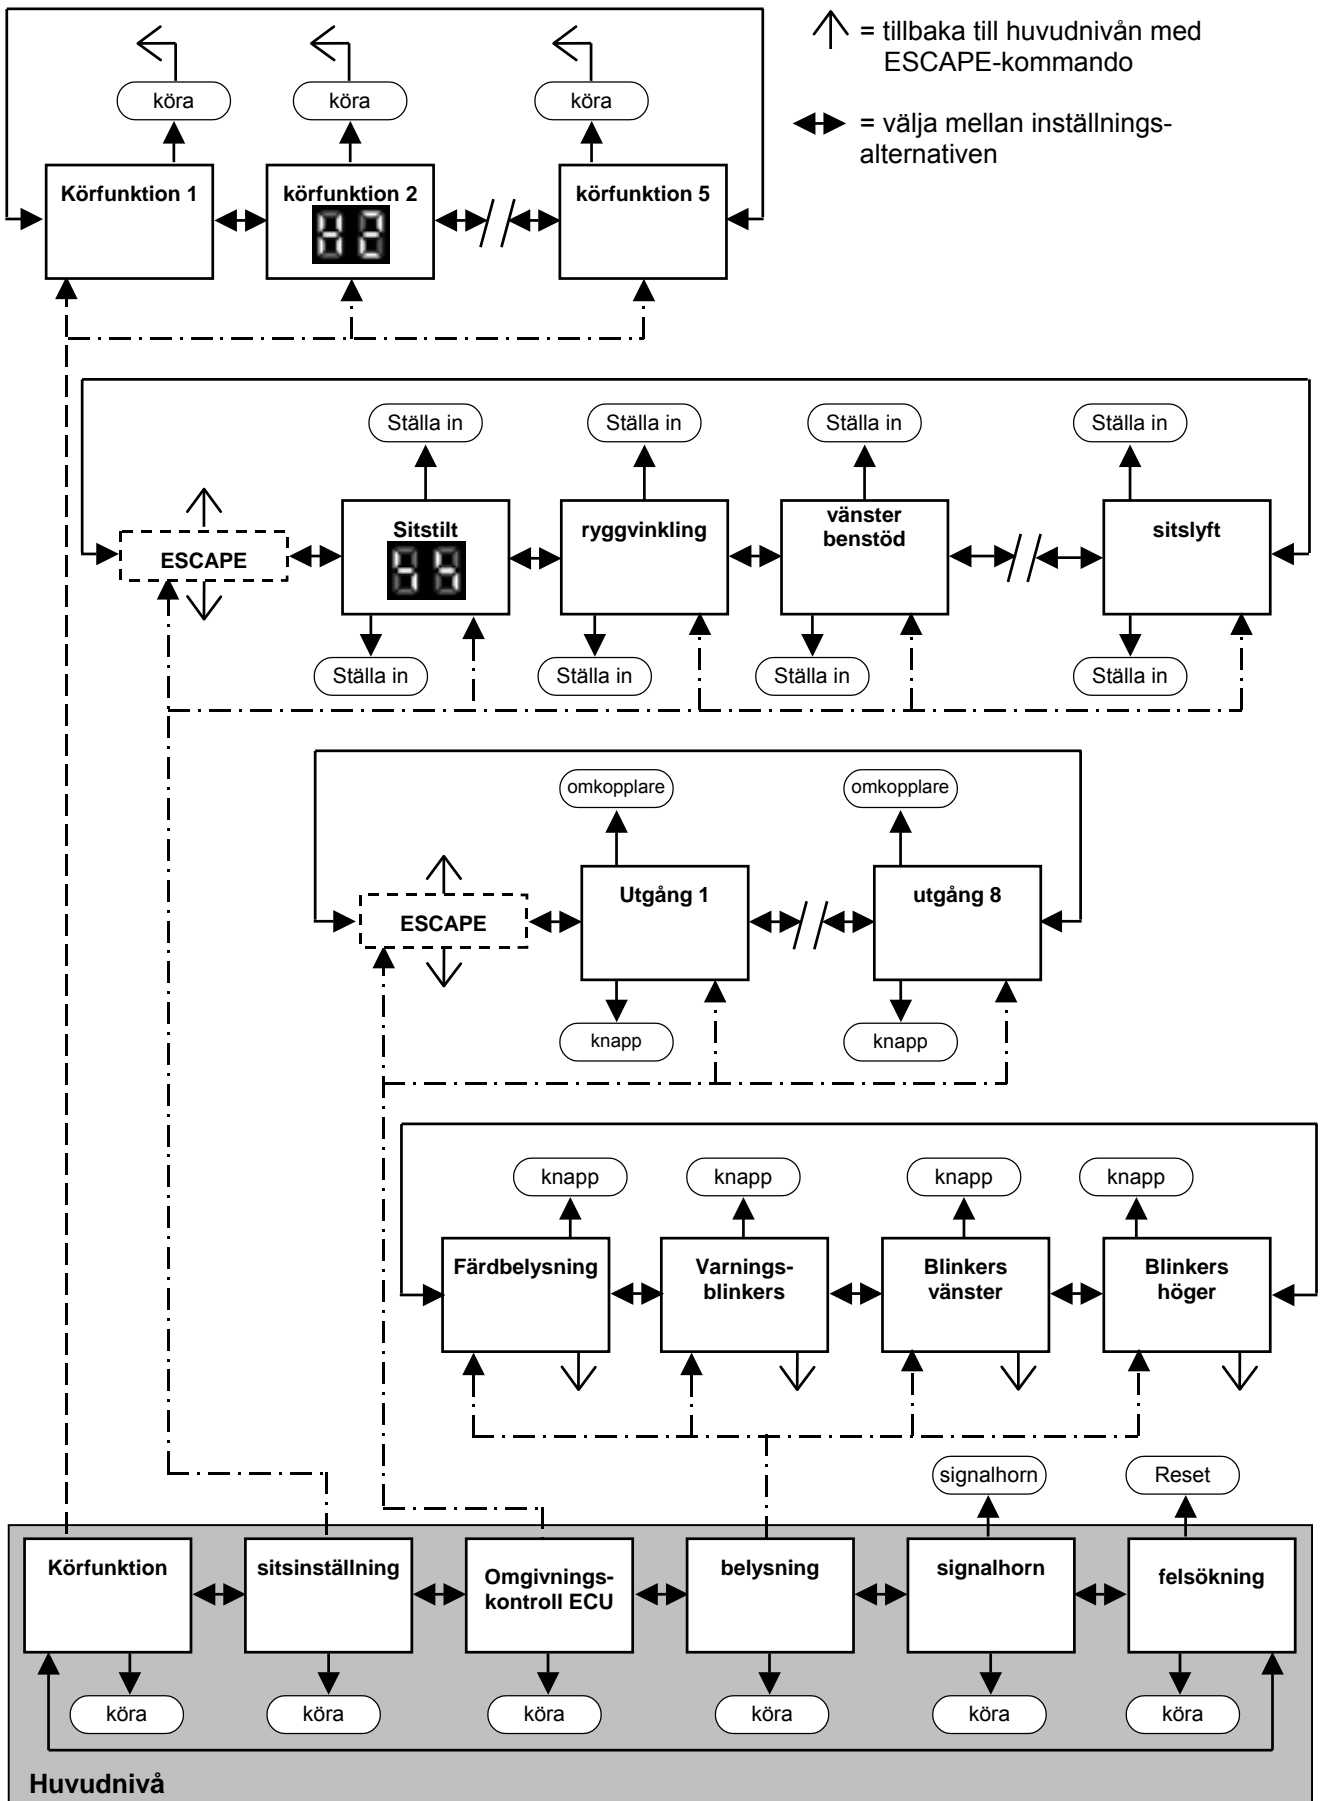 = tillbaka till huvudnivån med
ESCAPE-kommando
= välja mellan inställnings-
alternativen
köra köra köra
Körfunktion 1 körfunktion 2 körfunktion 5
Ställa in Ställa in Ställa in Ställa in
ESCAPE
Sitstilt ryggvinkling vänster
benstöd
sitslyft
Ställa in Ställa in Ställa in Ställa in
omkopplare omkopplare
ESCAPE
Utgång 1 utgång 8
knapp knapp
knapp knapp knapp knapp
Färdbelysning
Varnings-
blinkers
Blinkers
vänster
Blinkers
höger
signalhorn Reset
Körfunktion sitsinställning
Omgivnings-
kontroll ECU
belysning signalhorn felsökning
köra köra köra köra köra köra
Huvudnivå